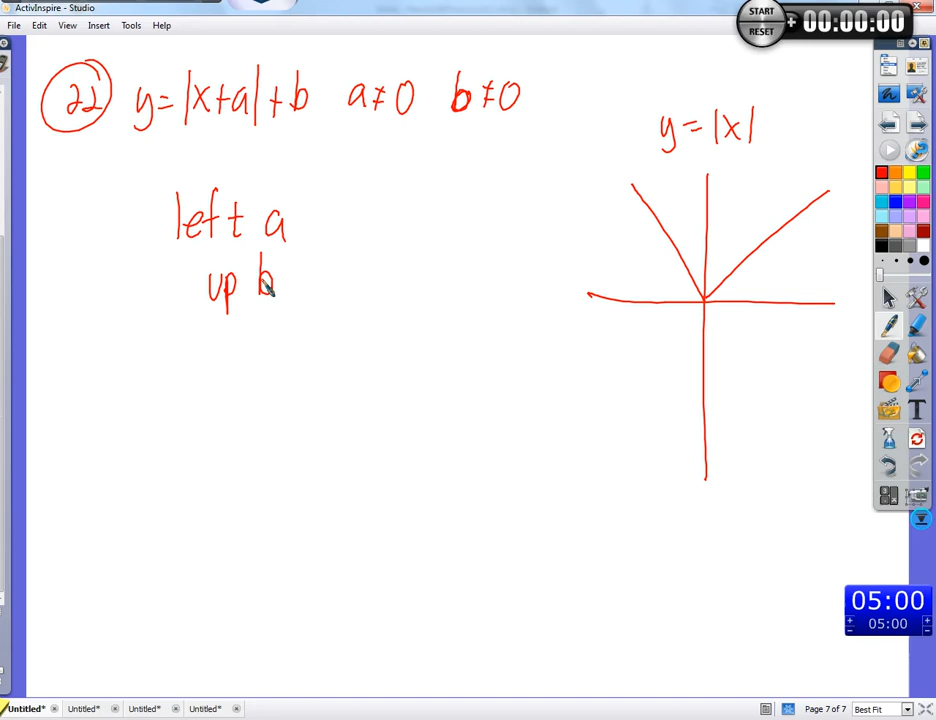 ActivInspire - Studio
File Edit View Insert Tools Help
START
RESET
+ 00:00:00
22 y = |x+a| + b a≠0 b≠0
y = |x|
left a
up b
05:00
05:00
Untitled* Untitled* Untitled* Untitled*
Page 7 of 7 Best Fit